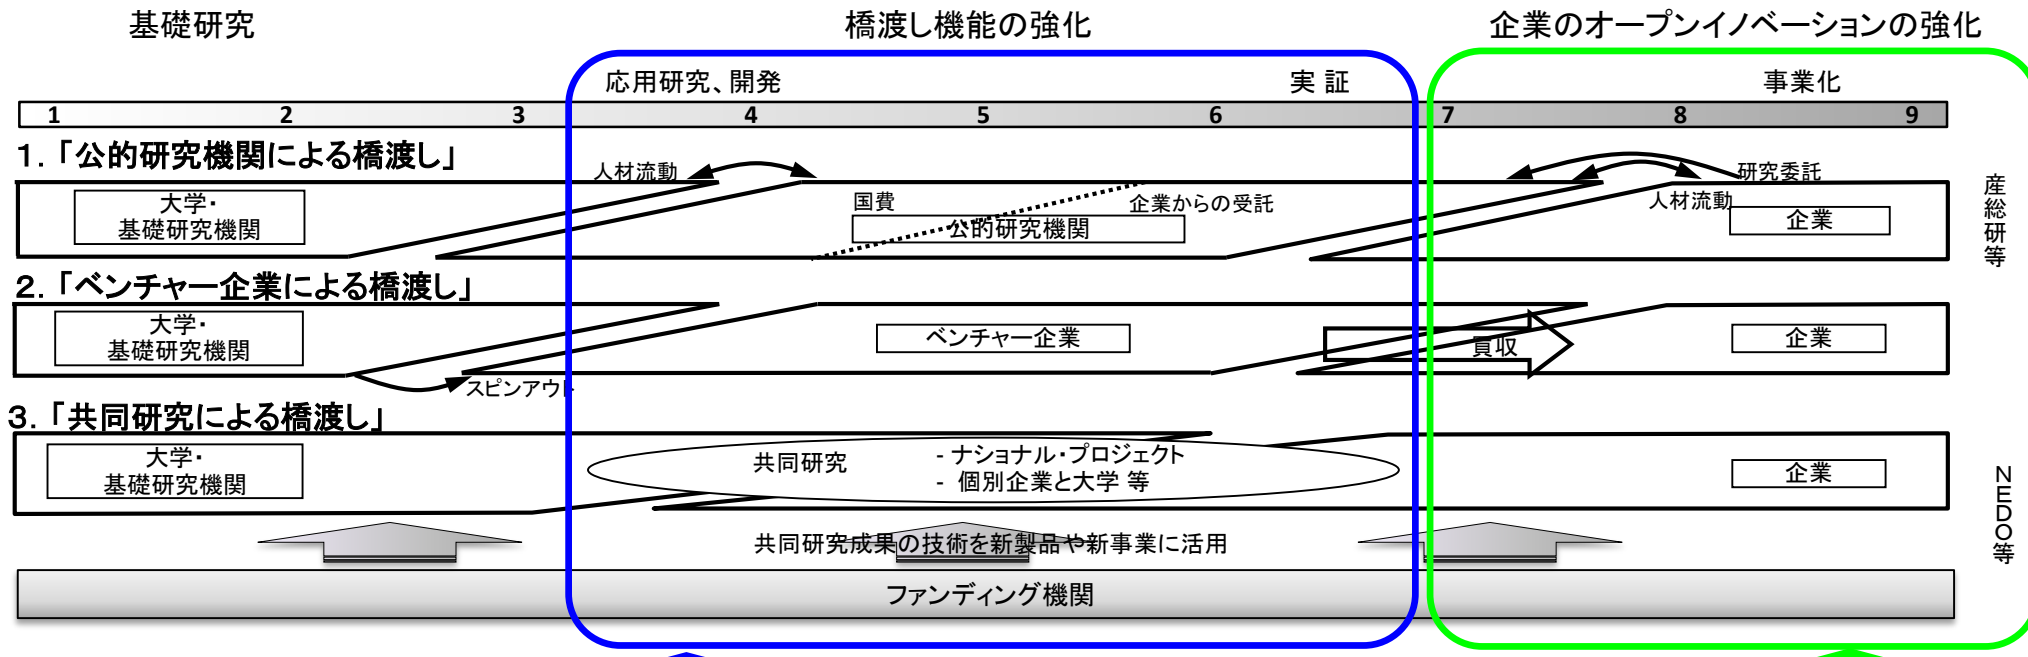 基礎研究
橋渡し機能の強化
企業のオープンイノベーションの強化
応用研究、開発
実 証
事業化
1 2 3 4 5 6 7 8 9
１．「公的研究機関による橋渡し」
人材流動
研究委託
大学・
基礎研究機関
国費
企業からの受託
公的研究機関
人材流動
企業
産総研等
２．「ベンチャー企業による橋渡し」
大学・
基礎研究機関
ベンチャー企業
買収
企業
スピンアウト
３．「共同研究による橋渡し」
大学・
基礎研究機関
共同研究
- ナショナル・プロジェクト
- 個別企業と大学 等
企業
ＮＥＤＯ等
共同研究成果の技術を新製品や新事業に活用
ファンディング機関